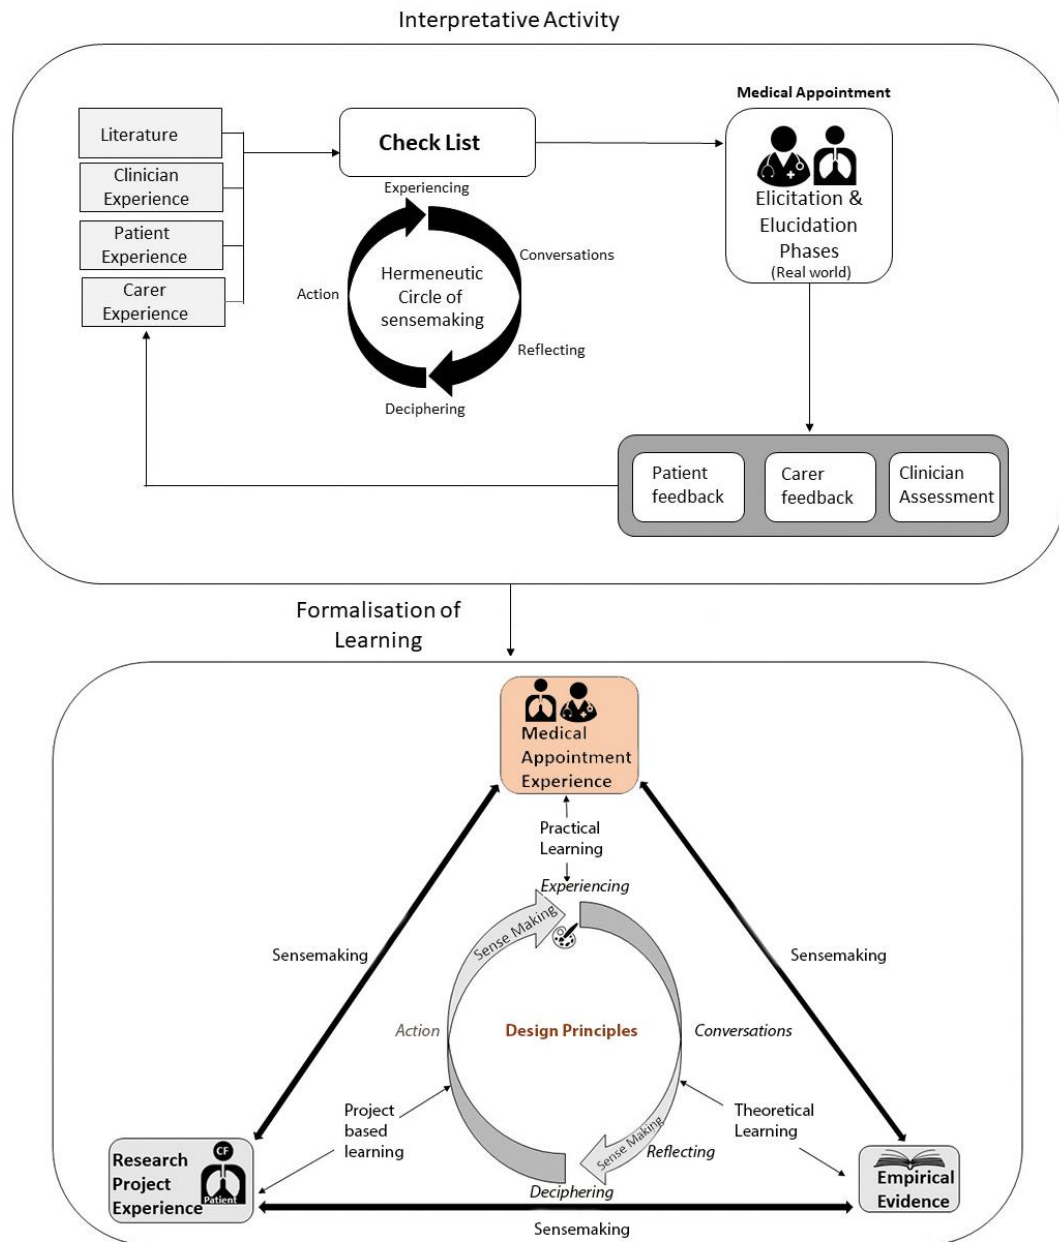 Interpretative Activity
Literature
Clinician
Experience
Patient
Experience
Carer
Experience
Check List
Experiencing
Conversations
Hermeneutic
Circle of
sensemaking
Action
Reflecting
Deciphering
Medical Appointment
Elicitation &
Elucidation
Phases
(Real world)
Patient
feedback
Carer
feedback
Clinician
Assessment
Formalisation of
Learning
Medical
Appointment
Experience
Practical
Learning
Experiencing
Sense Making
Sensemaking
Sensemaking
Action
Design Principles
Conversations
Project
based
learning
Theoretical
Learning
Sense Making
Reflecting
Deciphering
Research
Project
Experience
CF
Patient
Empirical
Evidence
Sensemaking